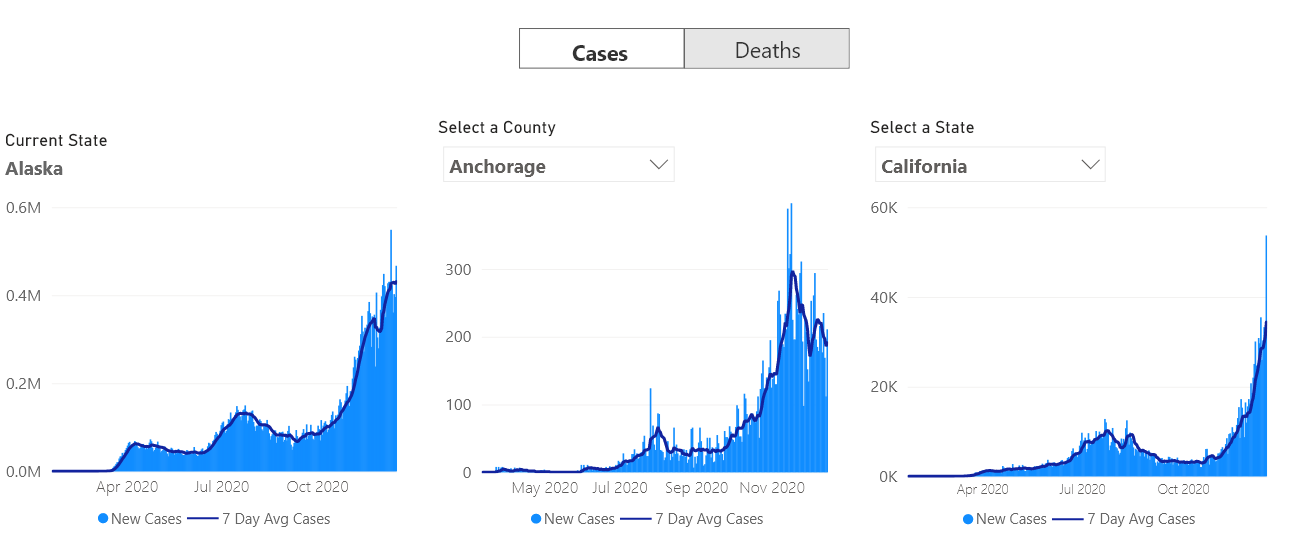 Cases Deaths
Current State
Alaska
0.6M
0.4M
0.2M
0.0M
Apr 2020 Jul 2020 Oct 2020
New Cases 7 Day Avg Cases
Select a County
Anchorage
300
200
100
0
May 2020 Jul 2020 Sep 2020 Nov 2020
New Cases 7 Day Avg Cases
Select a State
California
60K
40K
20K
0K
Apr 2020 Jul 2020 Oct 2020
New Cases 7 Day Avg Cases